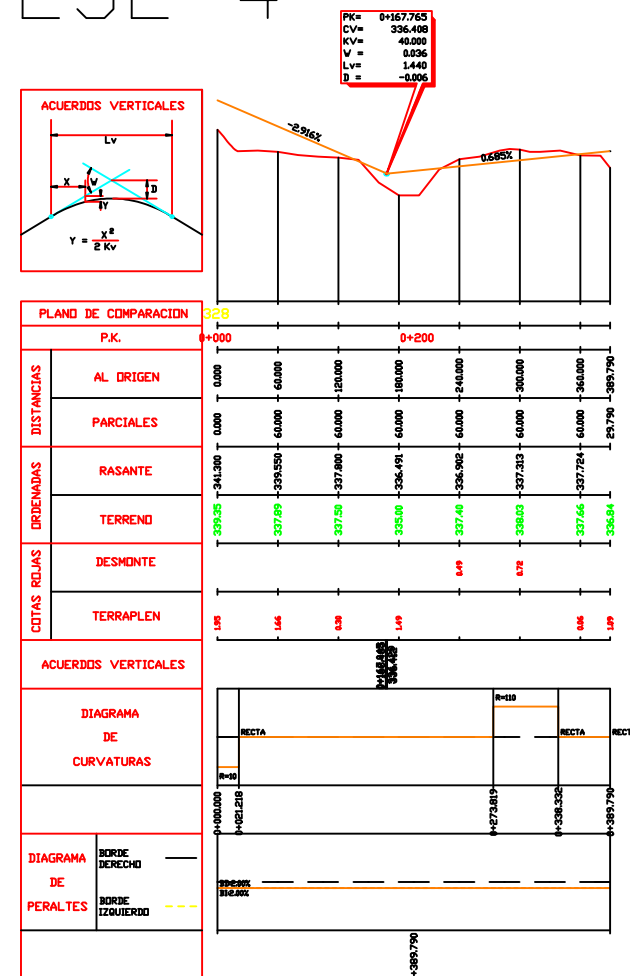 EJE 4
PK= 0+167.765
CV= 336.408
KV= 40.000
W = 0.036
Lv= 1.440
D = -0.006
ACUERDOS VERTICALES
Lv
X
W
D
Y
Y = X²
2 Kv
-2.916%
0.685%
PLANO DE COMPARACION 328
P.K. 0+000 0+200
DISTANCIAS
AL ORIGEN 0.000 60.000 120.000 180.000 240.000 300.000 360.000 389.790
PARCIALES 0.000 60.000 60.000 60.000 60.000 60.000 60.000 29.790
ORDENADAS
RASANTE 341.300 339.550 337.800 336.491 336.902 337.313 337.724
TERRENO 339.35 337.89 337.50 335.00 337.40 338.03 337.66 336.84
COTAS ROJAS
DESMONTE 0.49 0.72
TERRAPLEN 1.95 1.66 0.30 1.49 0.06 1.09
ACUERDOS VERTICALES
DIAGRAMA
DE
CURVATURAS
R=10
RECTA
R=110
RECTA
RECT
0+000.000 0+021.218 0+273.819 0+338.332 0+389.790
DIAGRAMA
DE
PERALTES
BORDE
DERECHO
BORDE
IZQUIERDO
+389.790